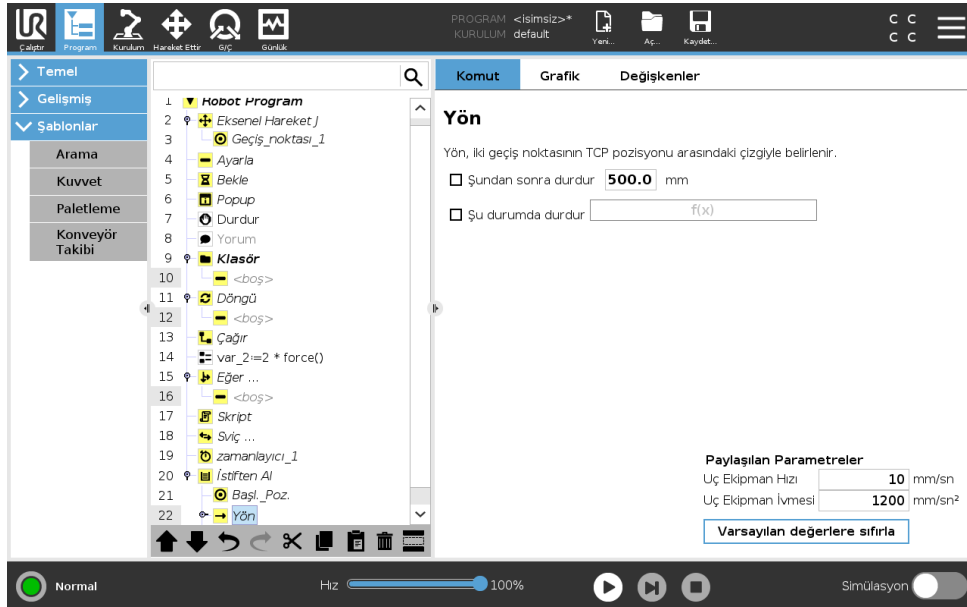 UR
Çalıştır
Program
Kurulum
Hareket Ettir
G/Ç
Günlük
PROGRAM <isimsiz>*
KURULUM default
Yeni...
Aç...
Kaydet...
C C
C C
Temel
Gelişmiş
Şablonlar
Arama
Kuvvet
Paletleme
Konveyör
Takibi
1 Robot Program
2 Eksenel Hareket J
3 Geçiş_noktası_1
4 Ayarla
5 Bekle
6 Popup
7 Durdur
8 Yorum
9 Klasör
10 <boş>
11 Döngü
12 <boş>
13 Çağır
14 var_2:=2 * force()
15 Eğer ...
16 <boş>
17 Skript
18 Sviç ...
19 zamanlayıcı_1
20 İstiften Al
21 Başl._Poz.
22 Yön
Komut Grafik Değişkenler
Yön
Yön, iki geçiş noktasının TCP pozisyonu arasındaki çizgiyle belirlenir.
Şundan sonra durdur 500.0 mm
Şu durumda durdur f(x)
Paylaşılan Parametreler
Uç Ekipman Hızı 10 mm/sn
Uç Ekipman İvmesi 1200 mm/sn²
Varsayılan değerlere sıfırla
Normal
Hız 100%
Simülasyon